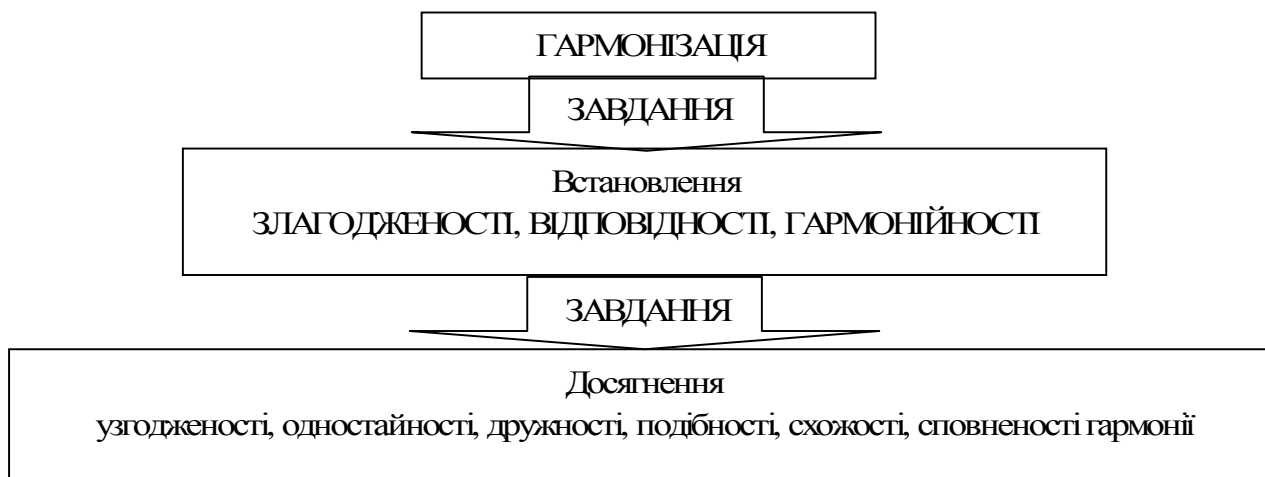 ГАРМОНІЗАЦІЯ
ЗАВДАННЯ
Встановлення
ЗЛАГОДЖЕНОСТІ, ВІДПОВІДНОСТІ, ГАРМОНІЙНОСТІ
ЗАВДАННЯ
Досягнення
узгодженості, одностайності, дружності, подібності, схожості, сповненості гармонії